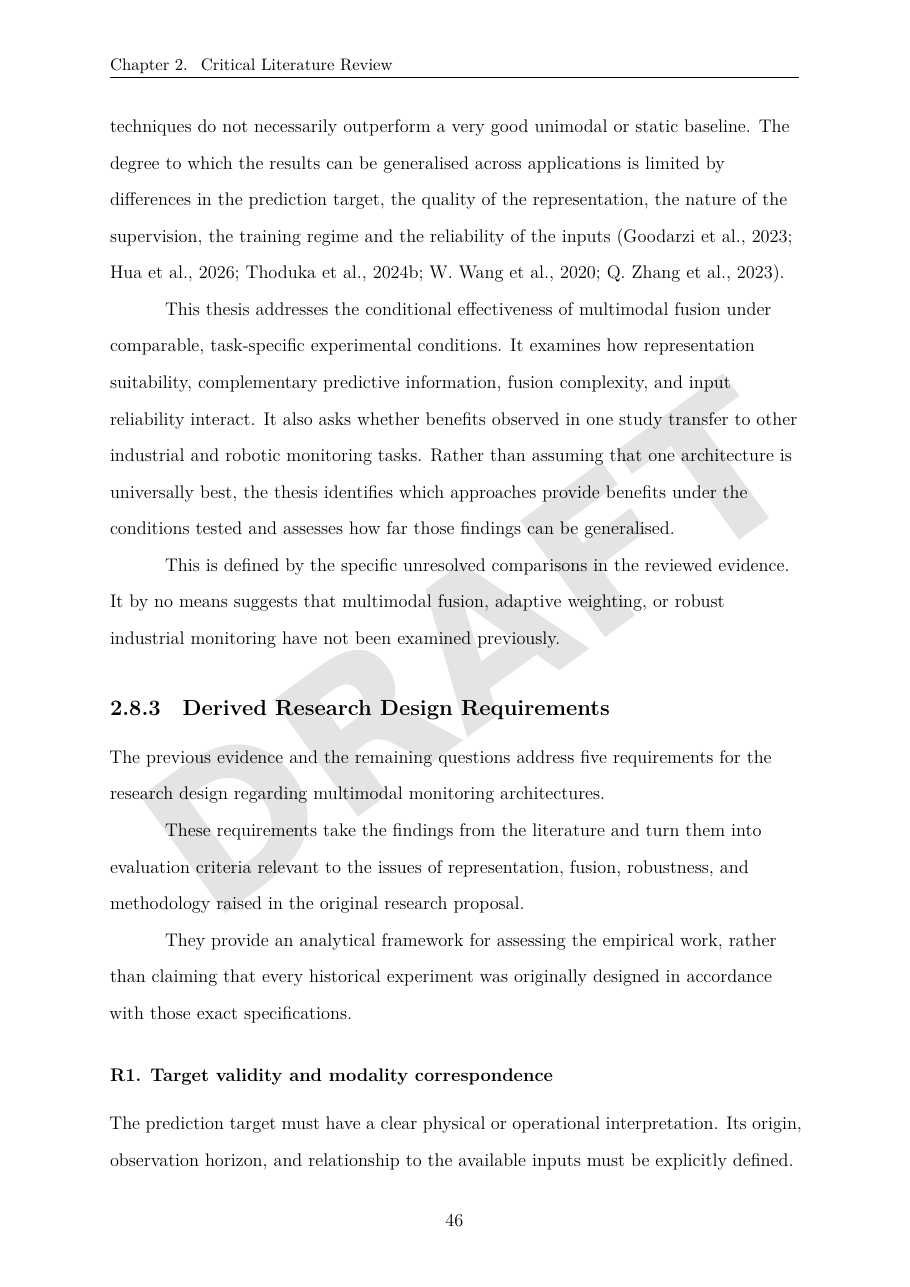 Chapter 2. Critical Literature Review
techniques do not necessarily outperform a very good unimodal or static baseline. The
degree to which the results can be generalised across applications is limited by
differences in the prediction target, the quality of the representation, the nature of the
supervision, the training regime and the reliability of the inputs (Goodarzi et al., 2023;
Hua et al., 2026; Thoduka et al., 2024b; W. Wang et al., 2020; Q. Zhang et al., 2023).
This thesis addresses the conditional effectiveness of multimodal fusion under
comparable, task-specific experimental conditions. It examines how representation
suitability, complementary predictive information, fusion complexity, and input
reliability interact. It also asks whether benefits observed in one study transfer to other
industrial and robotic monitoring tasks. Rather than assuming that one architecture is
universally best, the thesis identifies which approaches provide benefits under the
conditions tested and assesses how far those findings can be generalised.
This is defined by the specific unresolved comparisons in the reviewed evidence.
It by no means suggests that multimodal fusion, adaptive weighting, or robust
industrial monitoring have not been examined previously.
2.8.3 Derived Research Design Requirements
The previous evidence and the remaining questions address five requirements for the
research design regarding multimodal monitoring architectures.
These requirements take the findings from the literature and turn them into
evaluation criteria relevant to the issues of representation, fusion, robustness, and
methodology raised in the original research proposal.
They provide an analytical framework for assessing the empirical work, rather
than claiming that every historical experiment was originally designed in accordance
with those exact specifications.
R1. Target validity and modality correspondence
The prediction target must have a clear physical or operational interpretation. Its origin,
observation horizon, and relationship to the available inputs must be explicitly defined.
46
DRAFT